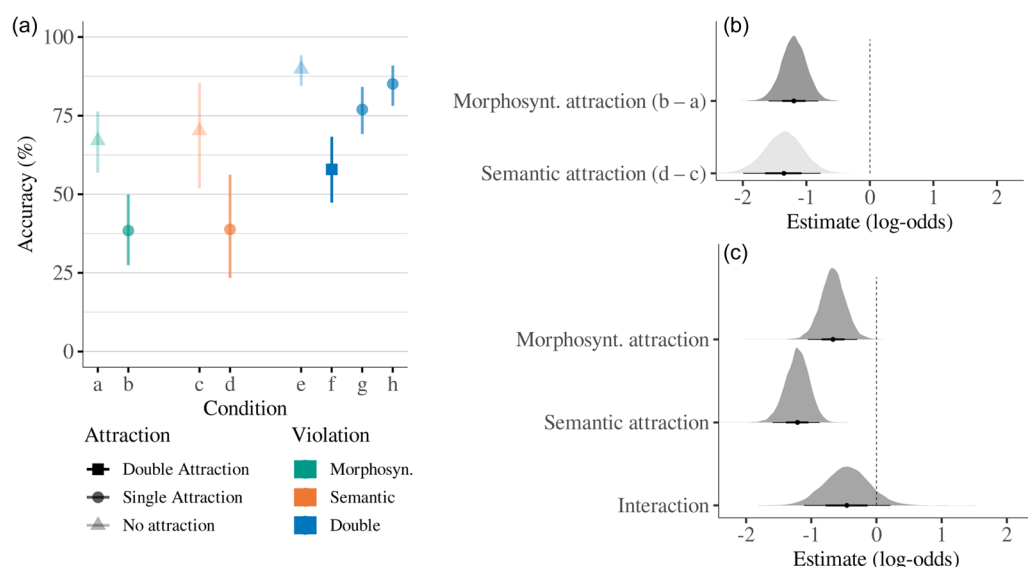 (a)
100
75
50
25
0
Accuracy (%)
a b c d e f g h
Condition
Attraction
Double Attraction
Single Attraction
No attraction
Violation
Morphosyn.
Semantic
Double
(b)
Morphosynt. attraction (b – a)
Semantic attraction (d – c)
-2 -1 0 1 2
Estimate (log-odds)
(c)
Morphosynt. attraction
Semantic attraction
Interaction
-2 -1 0 1 2
Estimate (log-odds)